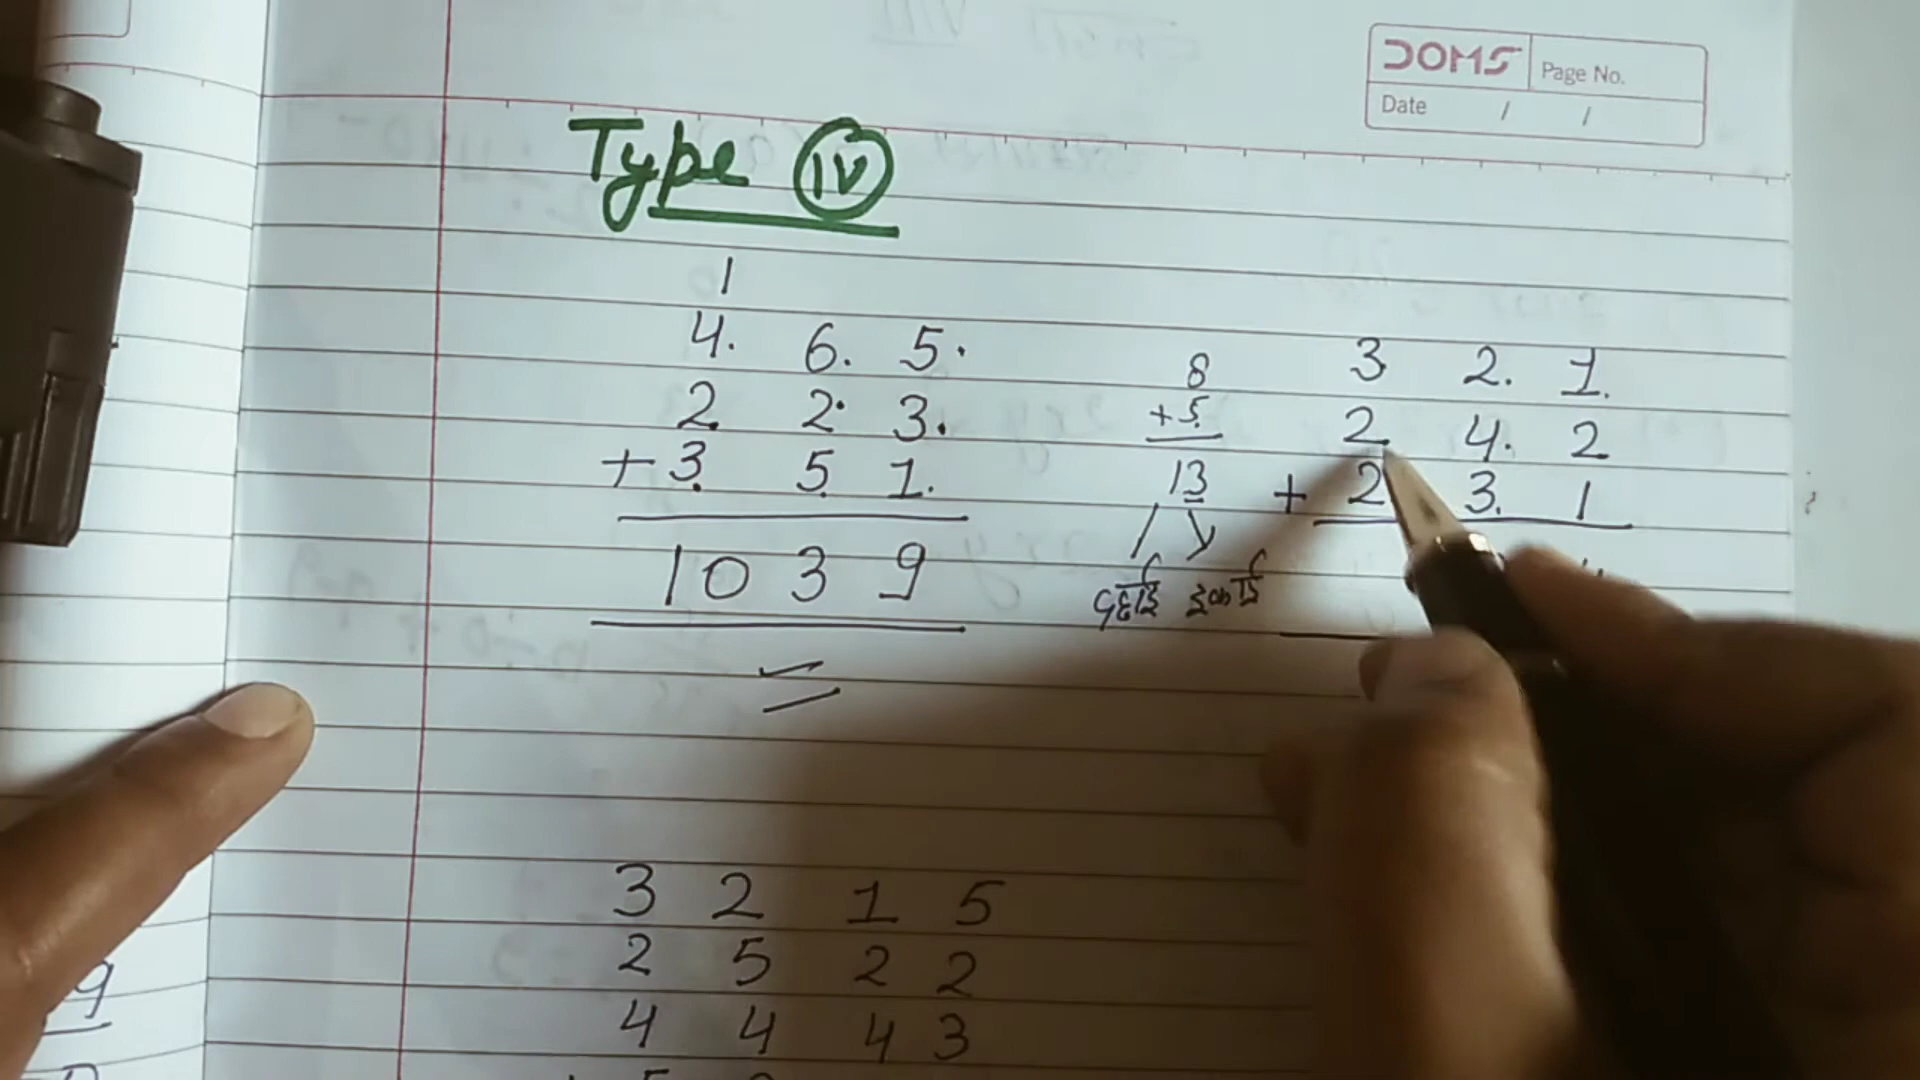 DOMS
Page No.
Date / /
Type IV
1
4. 6. 5.
2. 2. 3.
+ 3. 5. 1.
1 0 3 9
8
+ 5
13
3 2. 1.
2. 4. 2
+ 2 3. 1
3 2 1 5
2 5 2 2
4 4 4 3
9